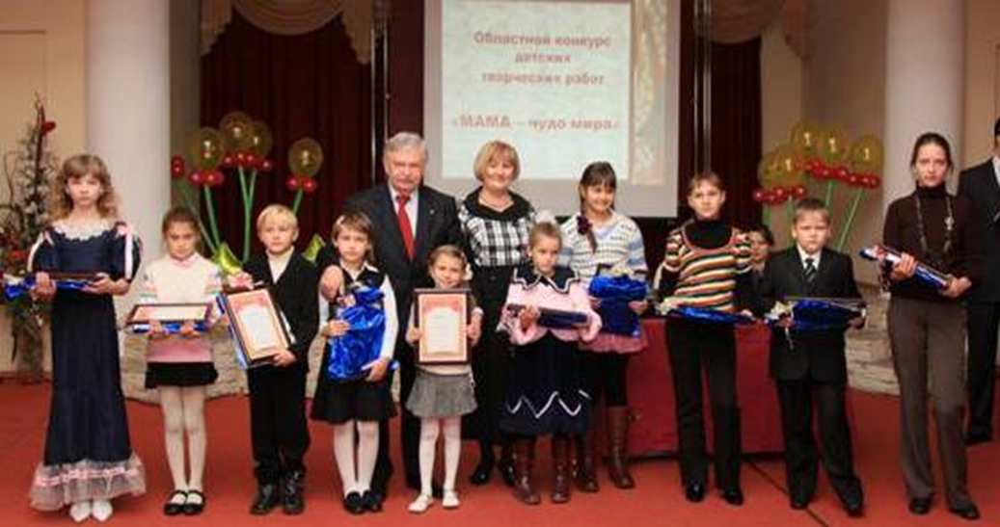 Областной конкурс
детских
творческих работ
«МАМА – чудо мира»